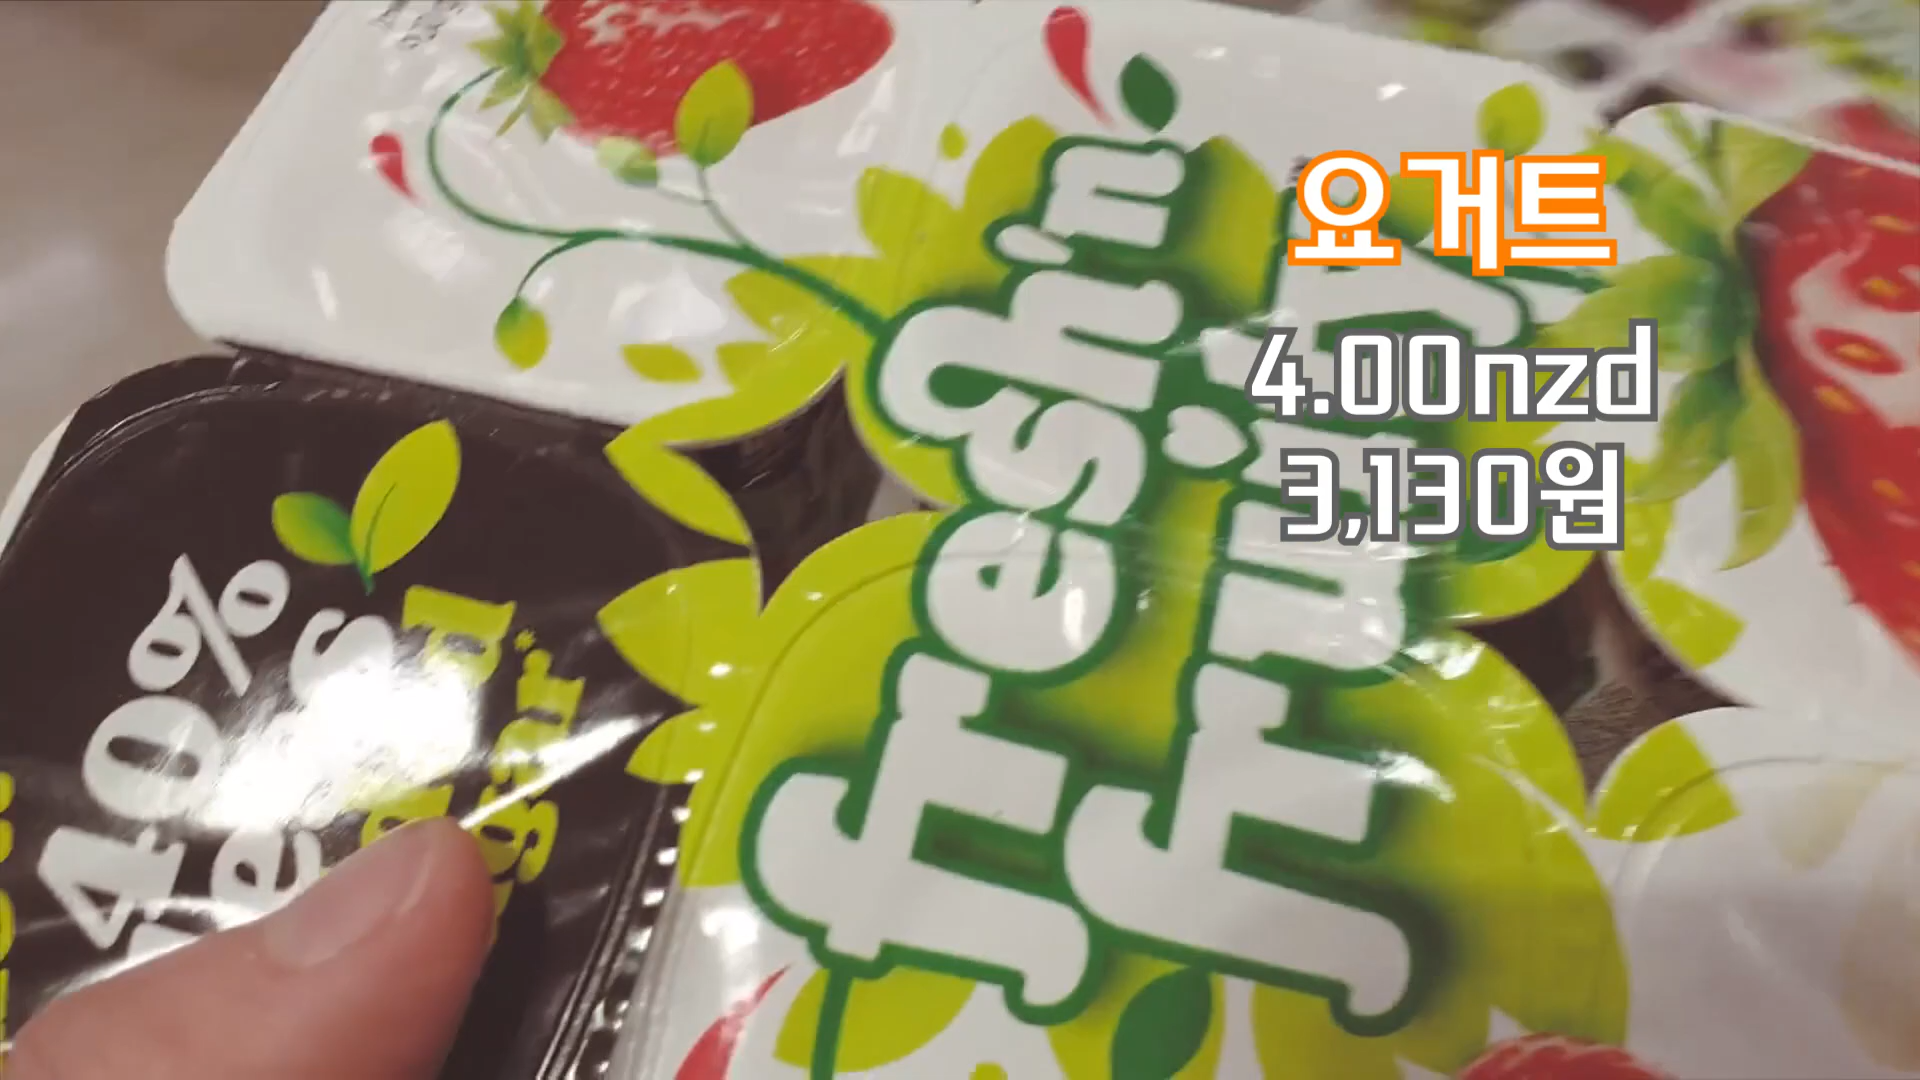 요거트
4.00nzd
3,130원
fresh'n
fruity
40%
less
sugar*